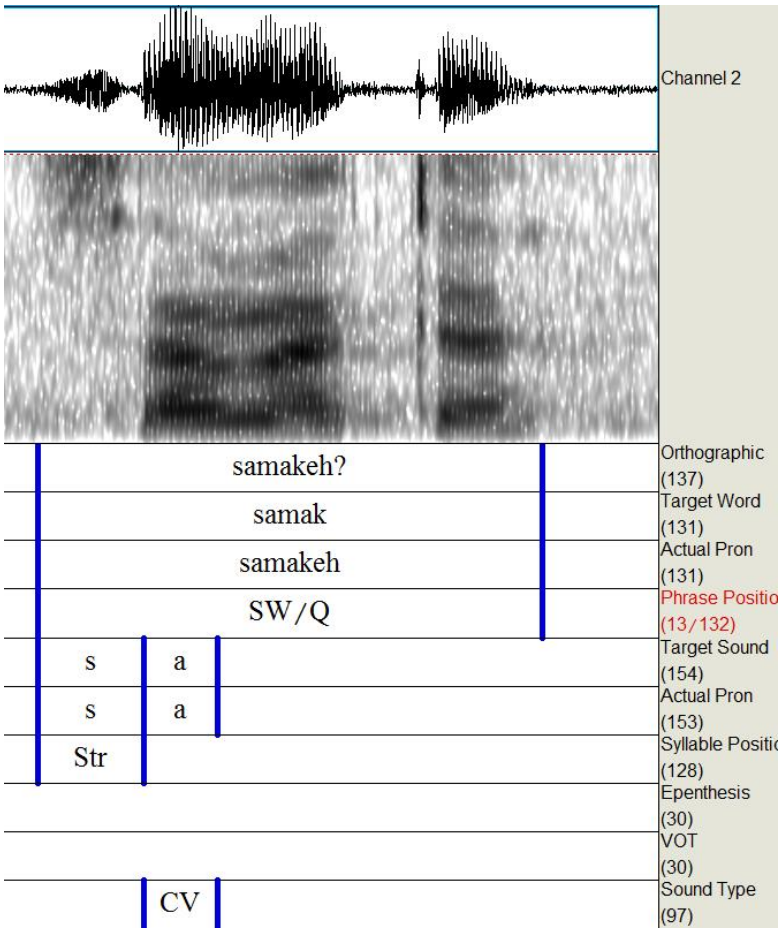 Channel 2
samakeh?
Orthographic
(137)
samak
Target Word
(131)
samakeh
Actual Pron
(131)
SW/Q
Phrase Positio
(13/132)
s a
Target Sound
(154)
s a
Actual Pron
(153)
Str
Syllable Positio
(128)
Epenthesis
(30)
VOT
(30)
CV
Sound Type
(97)